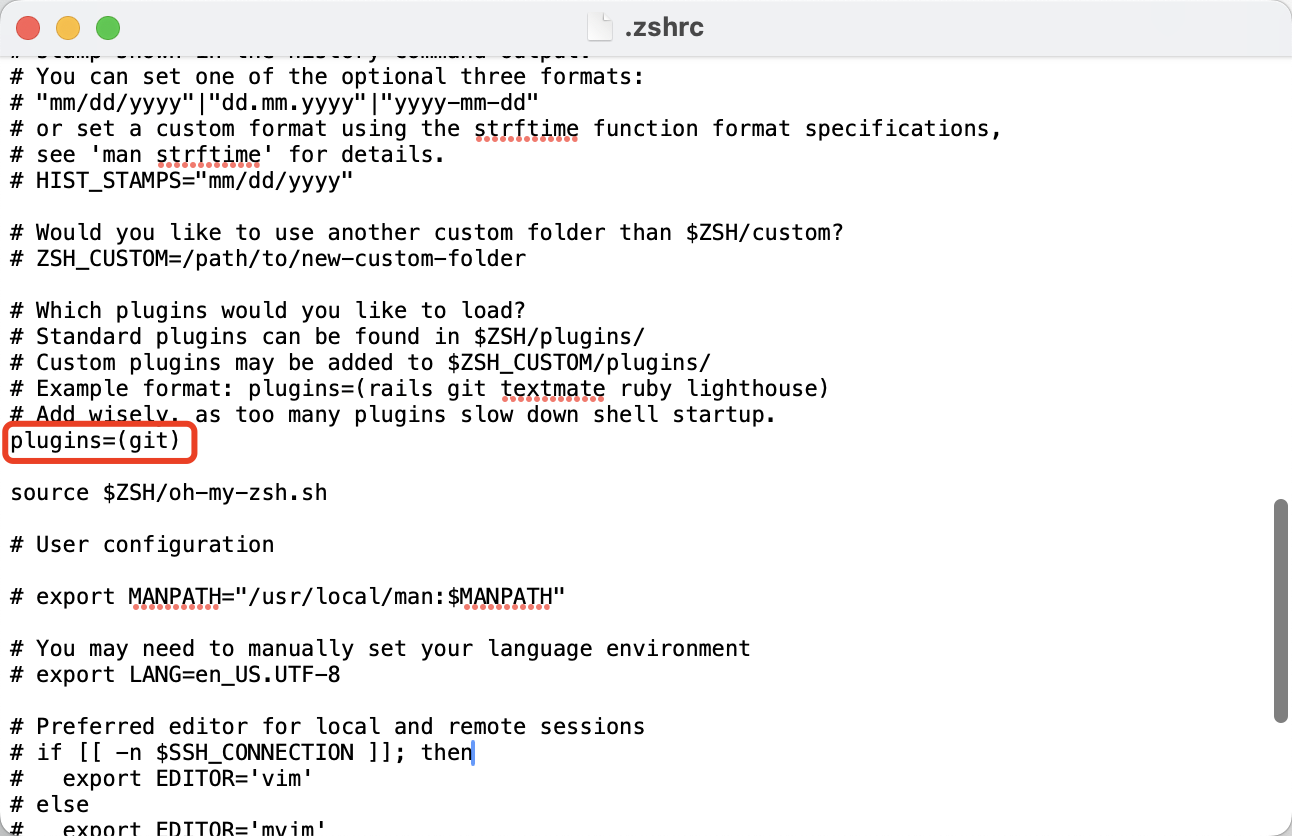 .zshrc
# stamp shown in the history command output.
# You can set one of the optional three formats:
# "mm/dd/yyyy"|"dd.mm.yyyy"|"yyyy-mm-dd"
# or set a custom format using the strftime function format specifications,
# see 'man strftime' for details.
# HIST_STAMPS="mm/dd/yyyy"
# Would you like to use another custom folder than $ZSH/custom?
# ZSH_CUSTOM=/path/to/new-custom-folder
# Which plugins would you like to load?
# Standard plugins can be found in $ZSH/plugins/
# Custom plugins may be added to $ZSH_CUSTOM/plugins/
# Example format: plugins=(rails git textmate ruby lighthouse)
# Add wisely, as too many plugins slow down shell startup.
plugins=(git)
source $ZSH/oh-my-zsh.sh
# User configuration
# export MANPATH="/usr/local/man:$MANPATH"
# You may need to manually set your language environment
# export LANG=en_US.UTF-8
# Preferred editor for local and remote sessions
# if [[ -n $SSH_CONNECTION ]]; then
#   export EDITOR='vim'
# else
#   export EDITOR='mvim'